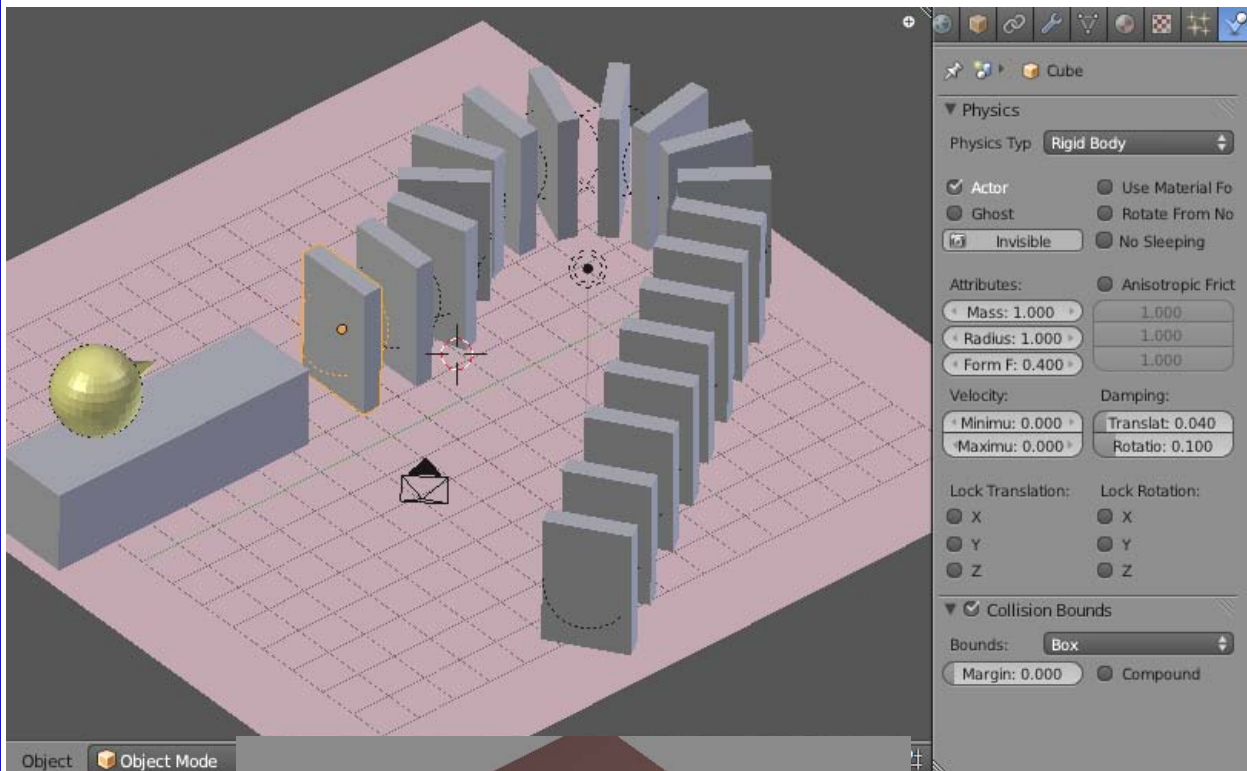 Cube
Physics
Physics Typ Rigid Body
Actor Use Material Fo
Ghost Rotate From No
Invisible No Sleeping
Attributes: Anisotropic Frict
Mass: 1.000 1.000
Radius: 1.000 1.000
Form F: 0.400 1.000
Velocity: Damping:
Minimu: 0.000 Translat: 0.040
Maximu: 0.000 Rotatio: 0.100
Lock Translation: Lock Rotation:
X X
Y Y
Z Z
Collision Bounds
Bounds: Box
Margin: 0.000 Compound
Object Object Mode